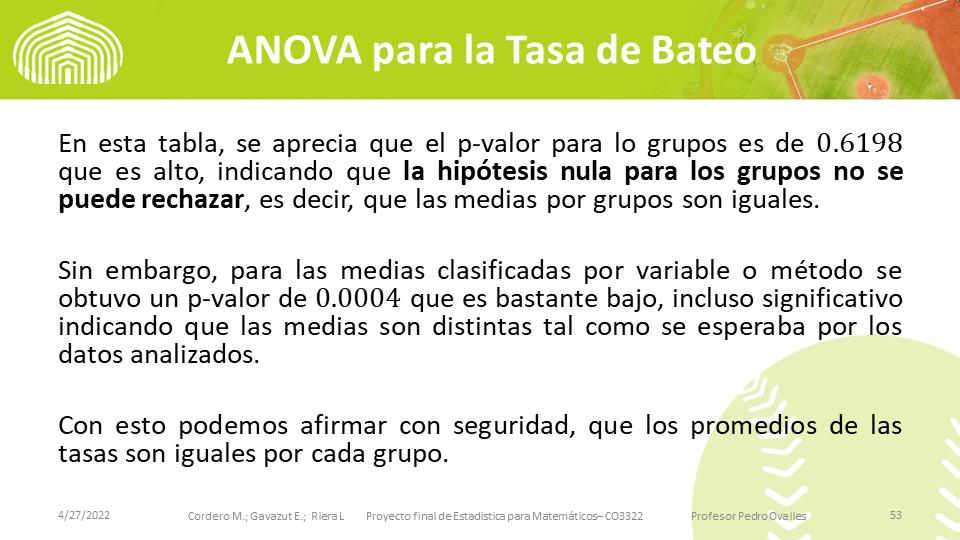 ANOVA para la Tasa de Bateo
En esta tabla, se aprecia que el p-valor para lo grupos es de 0.6198
que es alto, indicando que la hipótesis nula para los grupos no se
puede rechazar, es decir, que las medias por grupos son iguales.
Sin embargo, para las medias clasificadas por variable o método se
obtuvo un p-valor de 0.0004 que es bastante bajo, incluso significativo
indicando que las medias son distintas tal como se esperaba por los
datos analizados.
Con esto podemos afirmar con seguridad, que los promedios de las
tasas son iguales por cada grupo.
4/27/2022 Cordero M.; Gavazut E.; Riera L Proyecto final de Estadistica para Matemáticos– CO3322 Profesor Pedro Ovalles 53